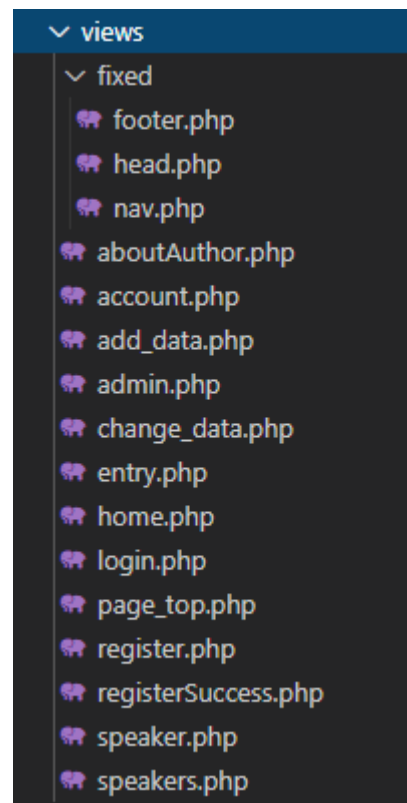 views
fixed
footer.php
head.php
nav.php
aboutAuthor.php
account.php
add_data.php
admin.php
change_data.php
entry.php
home.php
login.php
page_top.php
register.php
registerSuccess.php
speaker.php
speakers.php